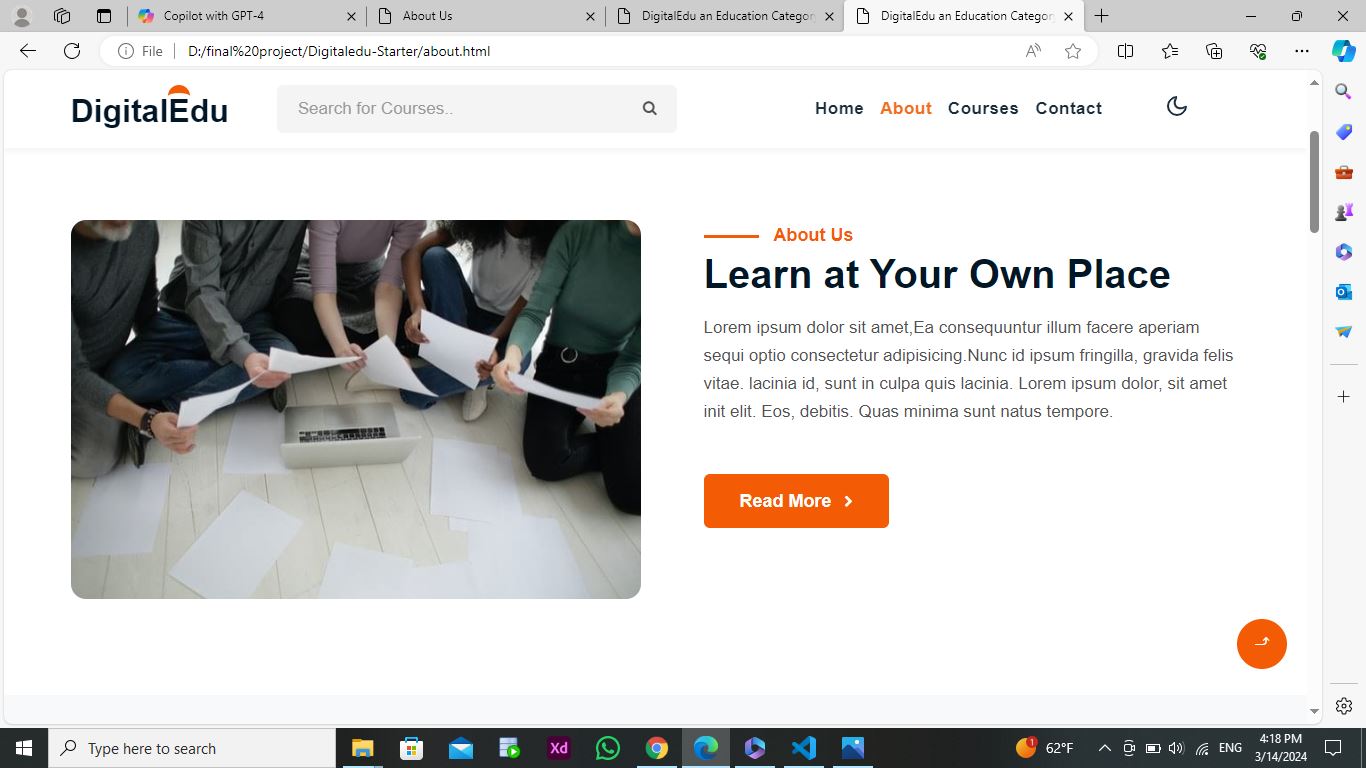 Copilot with GPT-4
About Us
DigitalEdu an Education Categor
DigitalEdu an Education Categor
File
D:/final%20project/Digitaledu-Starter/about.html
DigitalEdu
Search for Courses..
Home About Courses Contact
About Us
Learn at Your Own Place
Lorem ipsum dolor sit amet,Ea consequuntur illum facere aperiam
sequi optio consectetur adipisicing.Nunc id ipsum fringilla, gravida felis
vitae. lacinia id, sunt in culpa quis lacinia. Lorem ipsum dolor, sit amet
init elit. Eos, debitis. Quas minima sunt natus tempore.
Read More
Type here to search
Xd
1
62°F
ENG
4:18 PM
3/14/2024